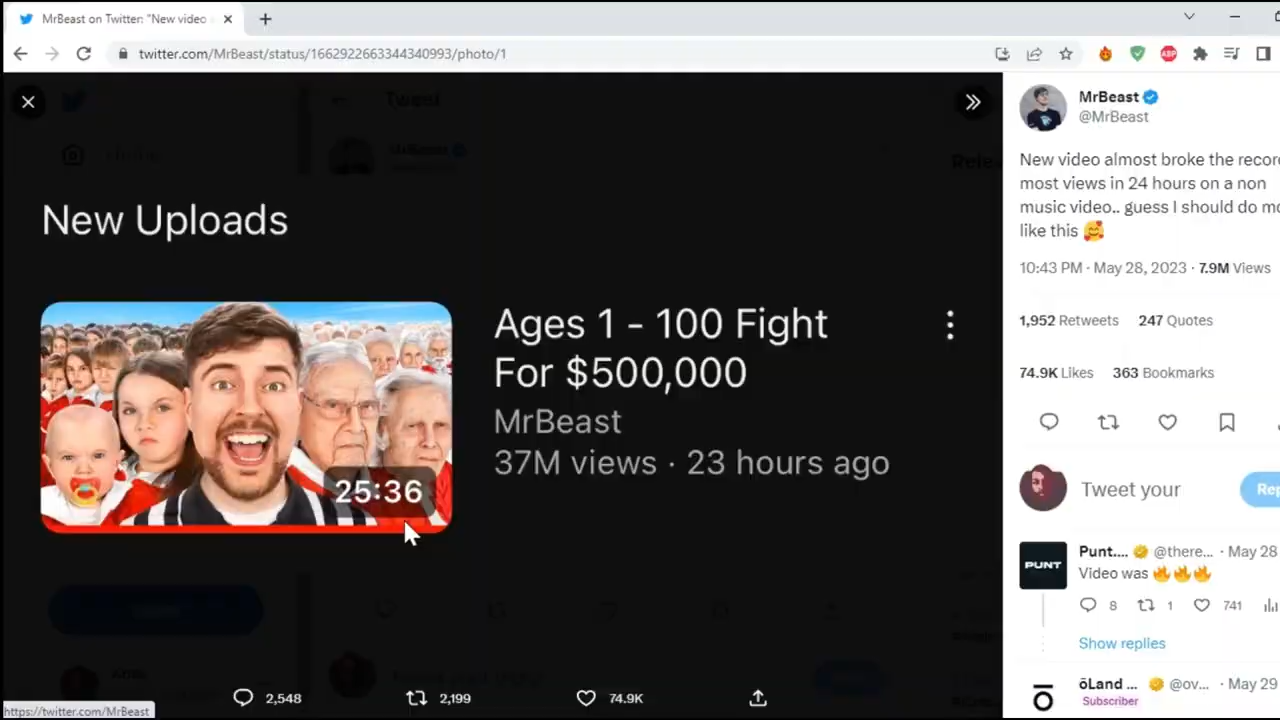 MrBeast on Twitter: "New video
twitter.com/MrBeast/status/1662922663344340993/photo/1
ABP
Tweet
New Uploads
25:36
Ages 1 - 100 Fight
For $500,000
MrBeast
37M views · 23 hours ago
2,548
2,199
74.9K
https://twitter.com/MrBeast
MrBeast
@MrBeast
New video almost broke the recor
most views in 24 hours on a non
music video.. guess I should do mo
like this 🥰
10:43 PM · May 28, 2023 · 7.9M Views
1,952 Retweets 247 Quotes
74.9K Likes 363 Bookmarks
Tweet your
Rep
PUNT
Punt.... @there... · May 28
Video was 🔥🔥🔥
8 1 741
Show replies
ōLand ... @ov... · May 29
Subscriber